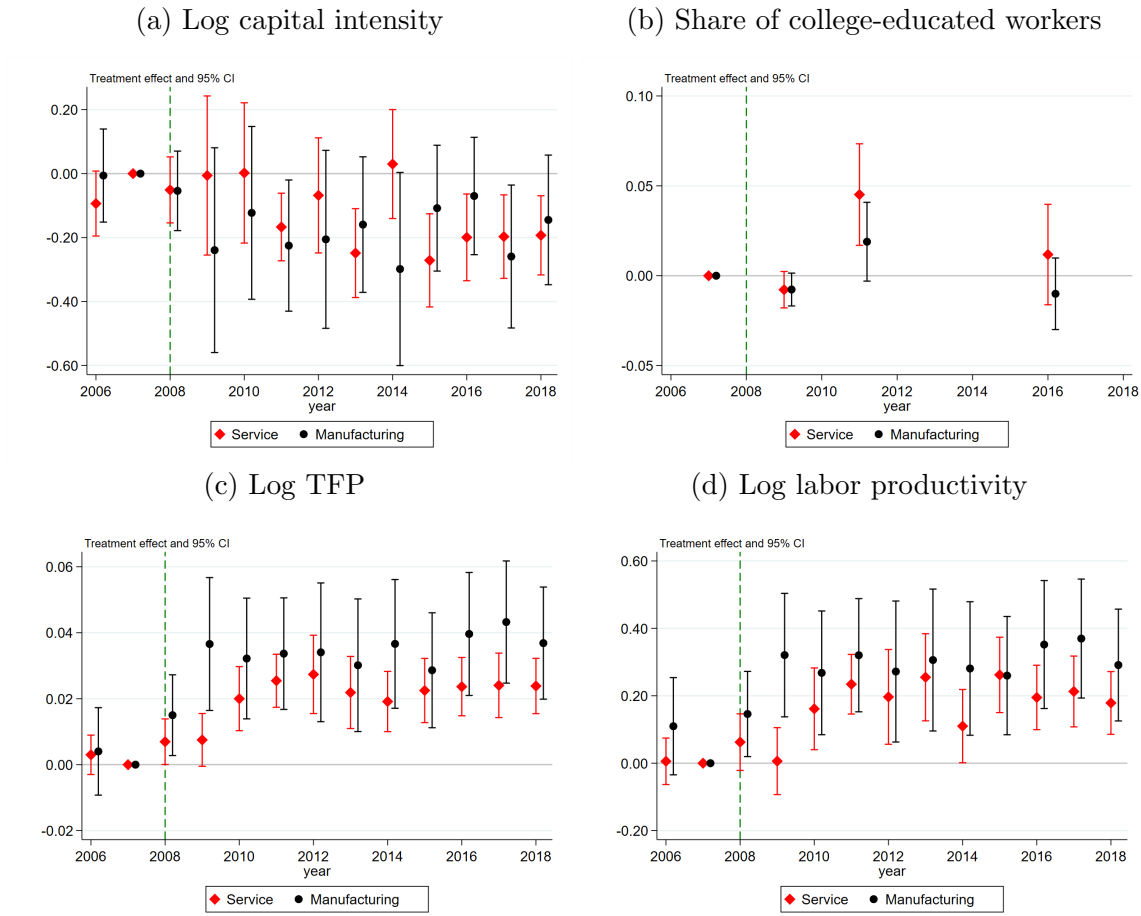 (a) Log capital intensity
Treatment effect and 95% CI
0.20
0.00
-0.20
-0.40
-0.60
2006 2008 2010 2012 2014 2016 2018
year
Service Manufacturing
(b) Share of college-educated workers
Treatment effect and 95% CI
0.10
0.05
0.00
-0.05
2006 2008 2010 2012 2014 2016 2018
year
Service Manufacturing
(c) Log TFP
Treatment effect and 95% CI
0.06
0.04
0.02
0.00
-0.02
2006 2008 2010 2012 2014 2016 2018
year
Service Manufacturing
(d) Log labor productivity
Treatment effect and 95% CI
0.60
0.40
0.20
0.00
-0.20
2006 2008 2010 2012 2014 2016 2018
year
Service Manufacturing